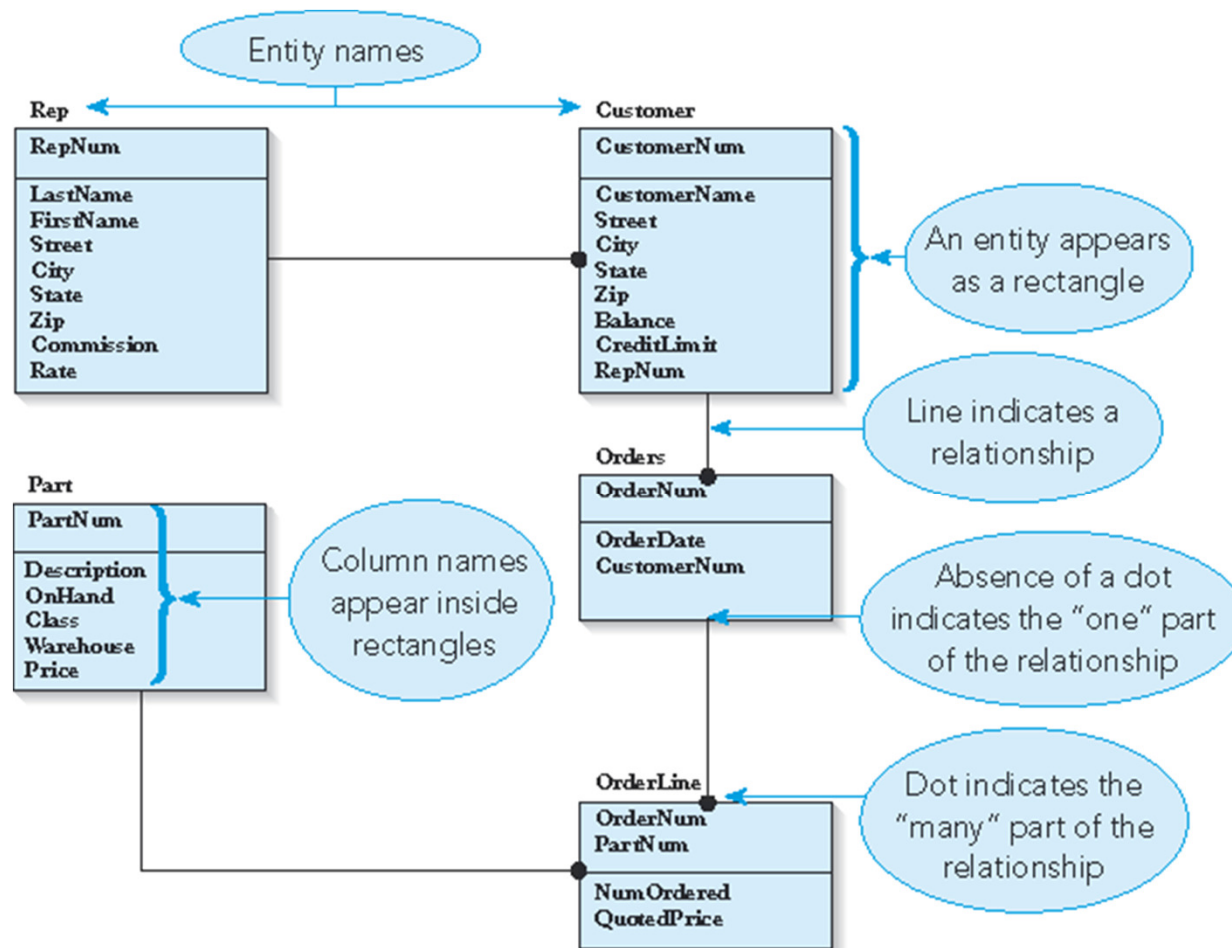 Entity names
Rep
RepNum
LastName
FirstName
Street
City
State
Zip
Commission
Rate
Customer
CustomerNum
CustomerName
Street
City
State
Zip
Balance
CreditLimit
RepNum
An entity appears
as a rectangle
Line indicates a
relationship
Orders
OrderNum
OrderDate
CustomerNum
Part
PartNum
Description
OnHand
Class
Warehouse
Price
Column names
appear inside
rectangles
Absence of a dot
indicates the “one” part
of the relationship
OrderLine
OrderNum
PartNum
NumOrdered
QuotedPrice
Dot indicates the
“many” part of the
relationship